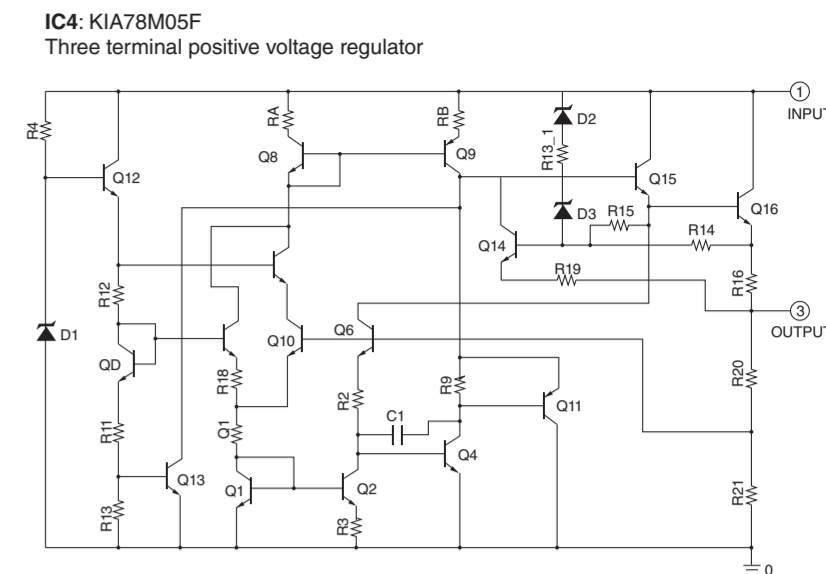 IC4: KIA78M05F
Three terminal positive voltage regulator
R4
RA
RB
D2
1
INPUT
R13_1
Q8
Q9
Q12
Q15
D3
R15
Q16
Q14
R14
R19
R16
R12
3
OUTPUT
D1
Q10
Q6
QD
R18
R2
R9
R20
C1
Q11
R11
Q1
Q4
Q13
Q1
Q2
R21
R13
R3
0